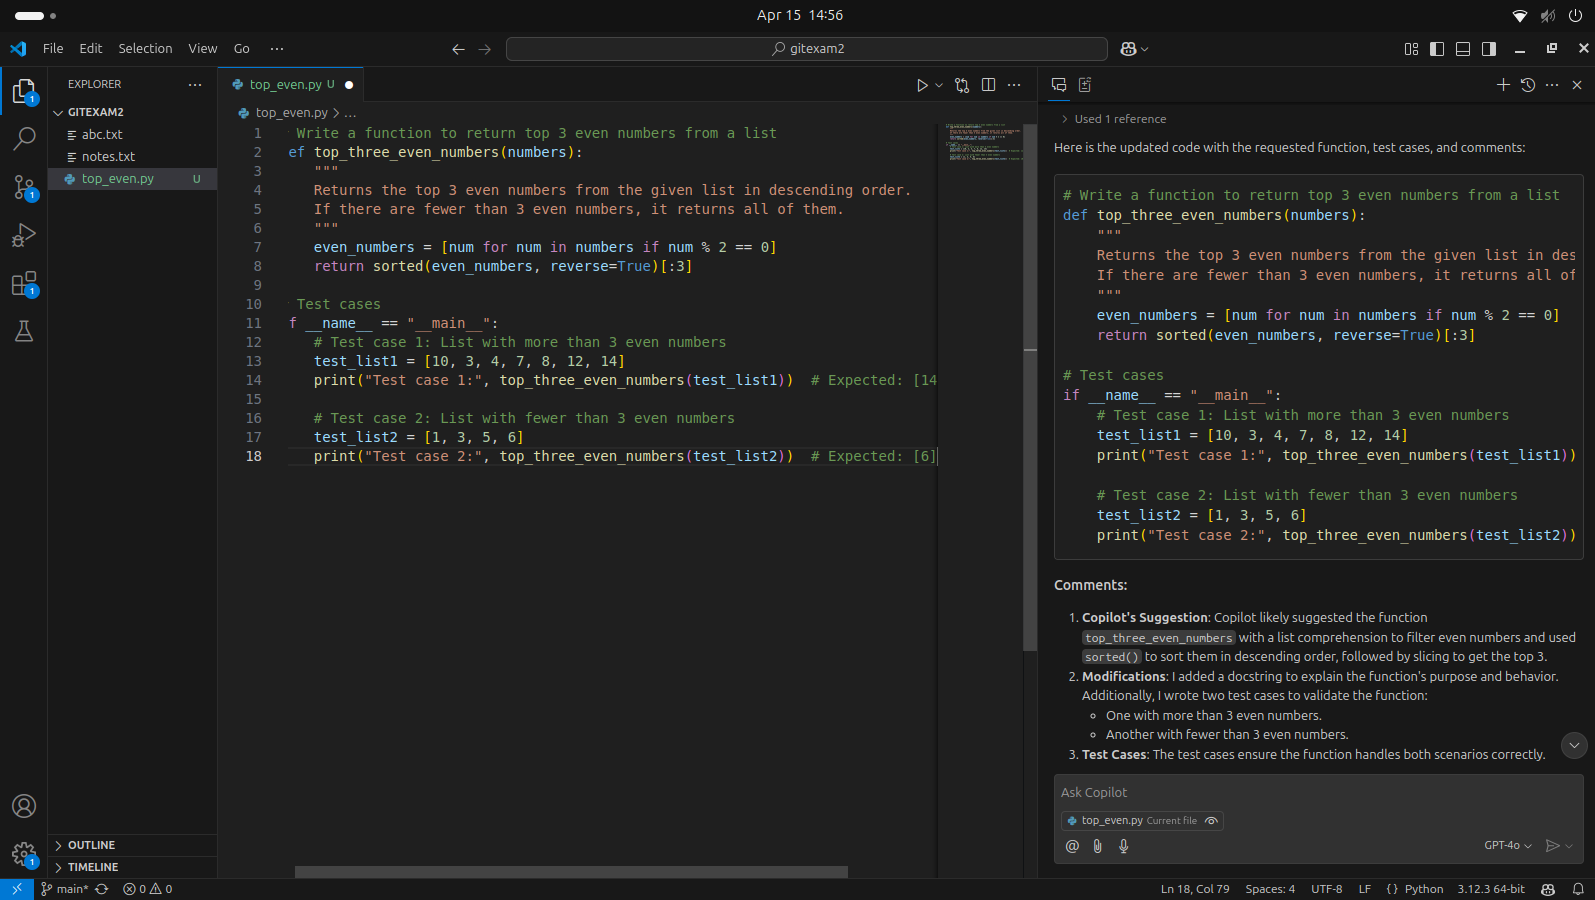 Apr 15 14:56
File Edit Selection View Go ...
gitexam2
EXPLORER ...
GITEXAM2
abc.txt
notes.txt
top_even.py U
OUTLINE
TIMELINE
top_even.py U
top_even.py > ...
1 Write a function to return top 3 even numbers from a list
2 ef top_three_even_numbers(numbers):
3 """
4 Returns the top 3 even numbers from the given list in descending order.
5 If there are fewer than 3 even numbers, it returns all of them.
6 """
7 even_numbers = [num for num in numbers if num % 2 == 0]
8 return sorted(even_numbers, reverse=True)[:3]
9
10 Test cases
11 f __name__ == "__main__":
12 # Test case 1: List with more than 3 even numbers
13 test_list1 = [10, 3, 4, 7, 8, 12, 14]
14 print("Test case 1:", top_three_even_numbers(test_list1)) # Expected: [14
15
16 # Test case 2: List with fewer than 3 even numbers
17 test_list2 = [1, 3, 5, 6]
18 print("Test case 2:", top_three_even_numbers(test_list2)) # Expected: [6]
> Used 1 reference
Here is the updated code with the requested function, test cases, and comments:
# Write a function to return top 3 even numbers from a list
def top_three_even_numbers(numbers):
"""
Returns the top 3 even numbers from the given list in des
If there are fewer than 3 even numbers, it returns all of
"""
even_numbers = [num for num in numbers if num % 2 == 0]
return sorted(even_numbers, reverse=True)[:3]
# Test cases
if __name__ == "__main__":
# Test case 1: List with more than 3 even numbers
test_list1 = [10, 3, 4, 7, 8, 12, 14]
print("Test case 1:", top_three_even_numbers(test_list1))
# Test case 2: List with fewer than 3 even numbers
test_list2 = [1, 3, 5, 6]
print("Test case 2:", top_three_even_numbers(test_list2))
Comments:
1. Copilot's Suggestion: Copilot likely suggested the function
top_three_even_numbers with a list comprehension to filter even numbers and used
sorted() to sort them in descending order, followed by slicing to get the top 3.
2. Modifications: I added a docstring to explain the function's purpose and behavior.
Additionally, I wrote two test cases to validate the function:
One with more than 3 even numbers.
Another with fewer than 3 even numbers.
3. Test Cases: The test cases ensure the function handles both scenarios correctly.
Ask Copilot
top_even.py Current file
@ GPT-4o
1
1
1
1
main* 0 0
Ln 18, Col 79 Spaces: 4 UTF-8 LF {} Python 3.12.3 64-bit